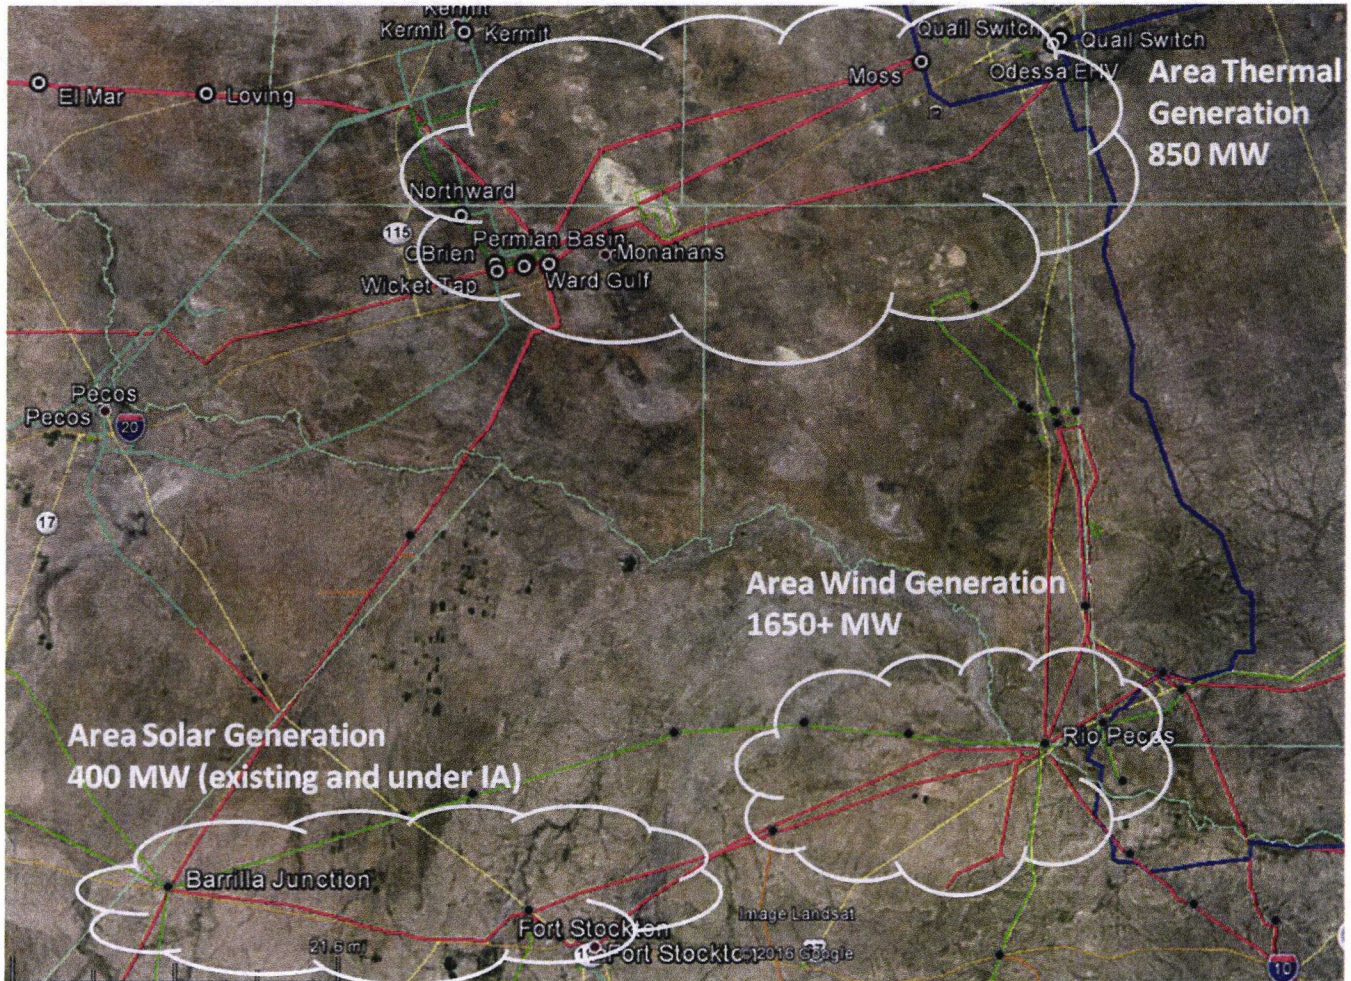 Kermit
Kermit
Kermit
Quail Switch
Quail Switch
El Mar
Loving
Moss
Odessa EHV
Area Thermal
Generation
850 MW
Northward
115
OBrien
Permian Basin
Monahans
Wicket Tap
Ward Gulf
Pecos
Pecos
20
17
Area Wind Generation
1650+ MW
Area Solar Generation
400 MW (existing and under IA)
Rio Pecos
Barrilla Junction
Fort Stockton
Fort Stockton
Image Landsat
21.6 mi
2016 Google
10